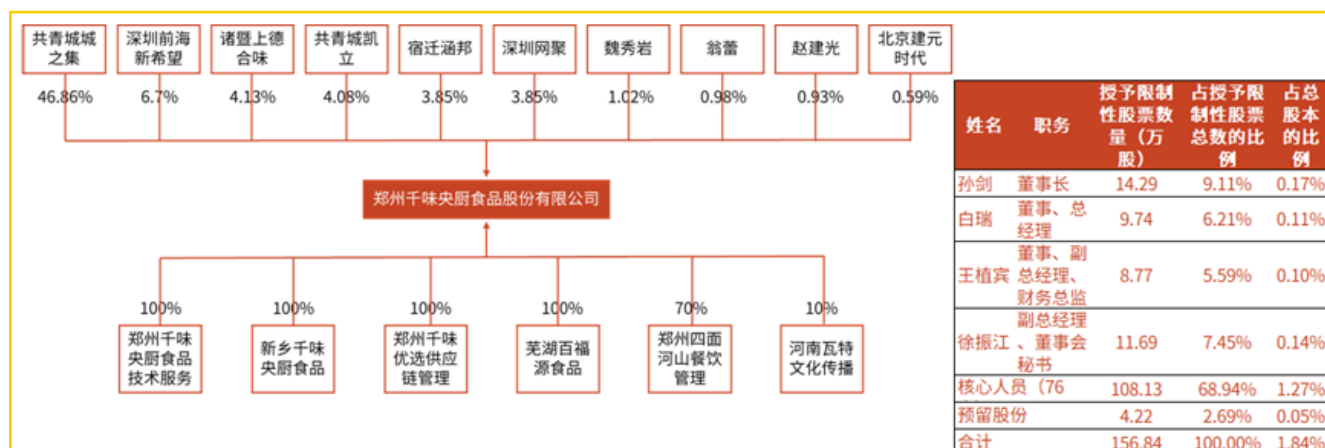 共青城城
之集
深圳前海
新希望
诸暨上德
合味
共青城凯
立
宿迁涵邦
深圳网聚
魏秀岩
翁蕾
赵建光
北京建元
时代
46.86%
6.7%
4.13%
4.08%
3.85%
3.85%
1.02%
0.98%
0.93%
0.59%
郑州千味央厨食品股份有限公司
100%
100%
100%
100%
70%
10%
郑州千味
央厨食品
技术服务
新乡千味
央厨食品
郑州千味
优选供应
链管理
芜湖百福
源食品
郑州四面
河山餐饮
管理
河南瓦特
文化传播
姓名
职务
授予限制
性股票数
量（万
股）
占授予限
制性股票
总数的比
例
占总
股本
的比
例
孙剑 董事长 14.29 9.11% 0.17%
白瑞
董事、总
经理
9.74 6.21% 0.11%
王植宾
董事、副
总经理、
财务总监
8.77 5.59% 0.10%
徐振江
副总经理
、董事会
秘书
11.69 7.45% 0.14%
核心人员（76 108.13 68.94% 1.27%
预留股份 4.22 2.69% 0.05%
合计 156.84 100.00% 1.84%